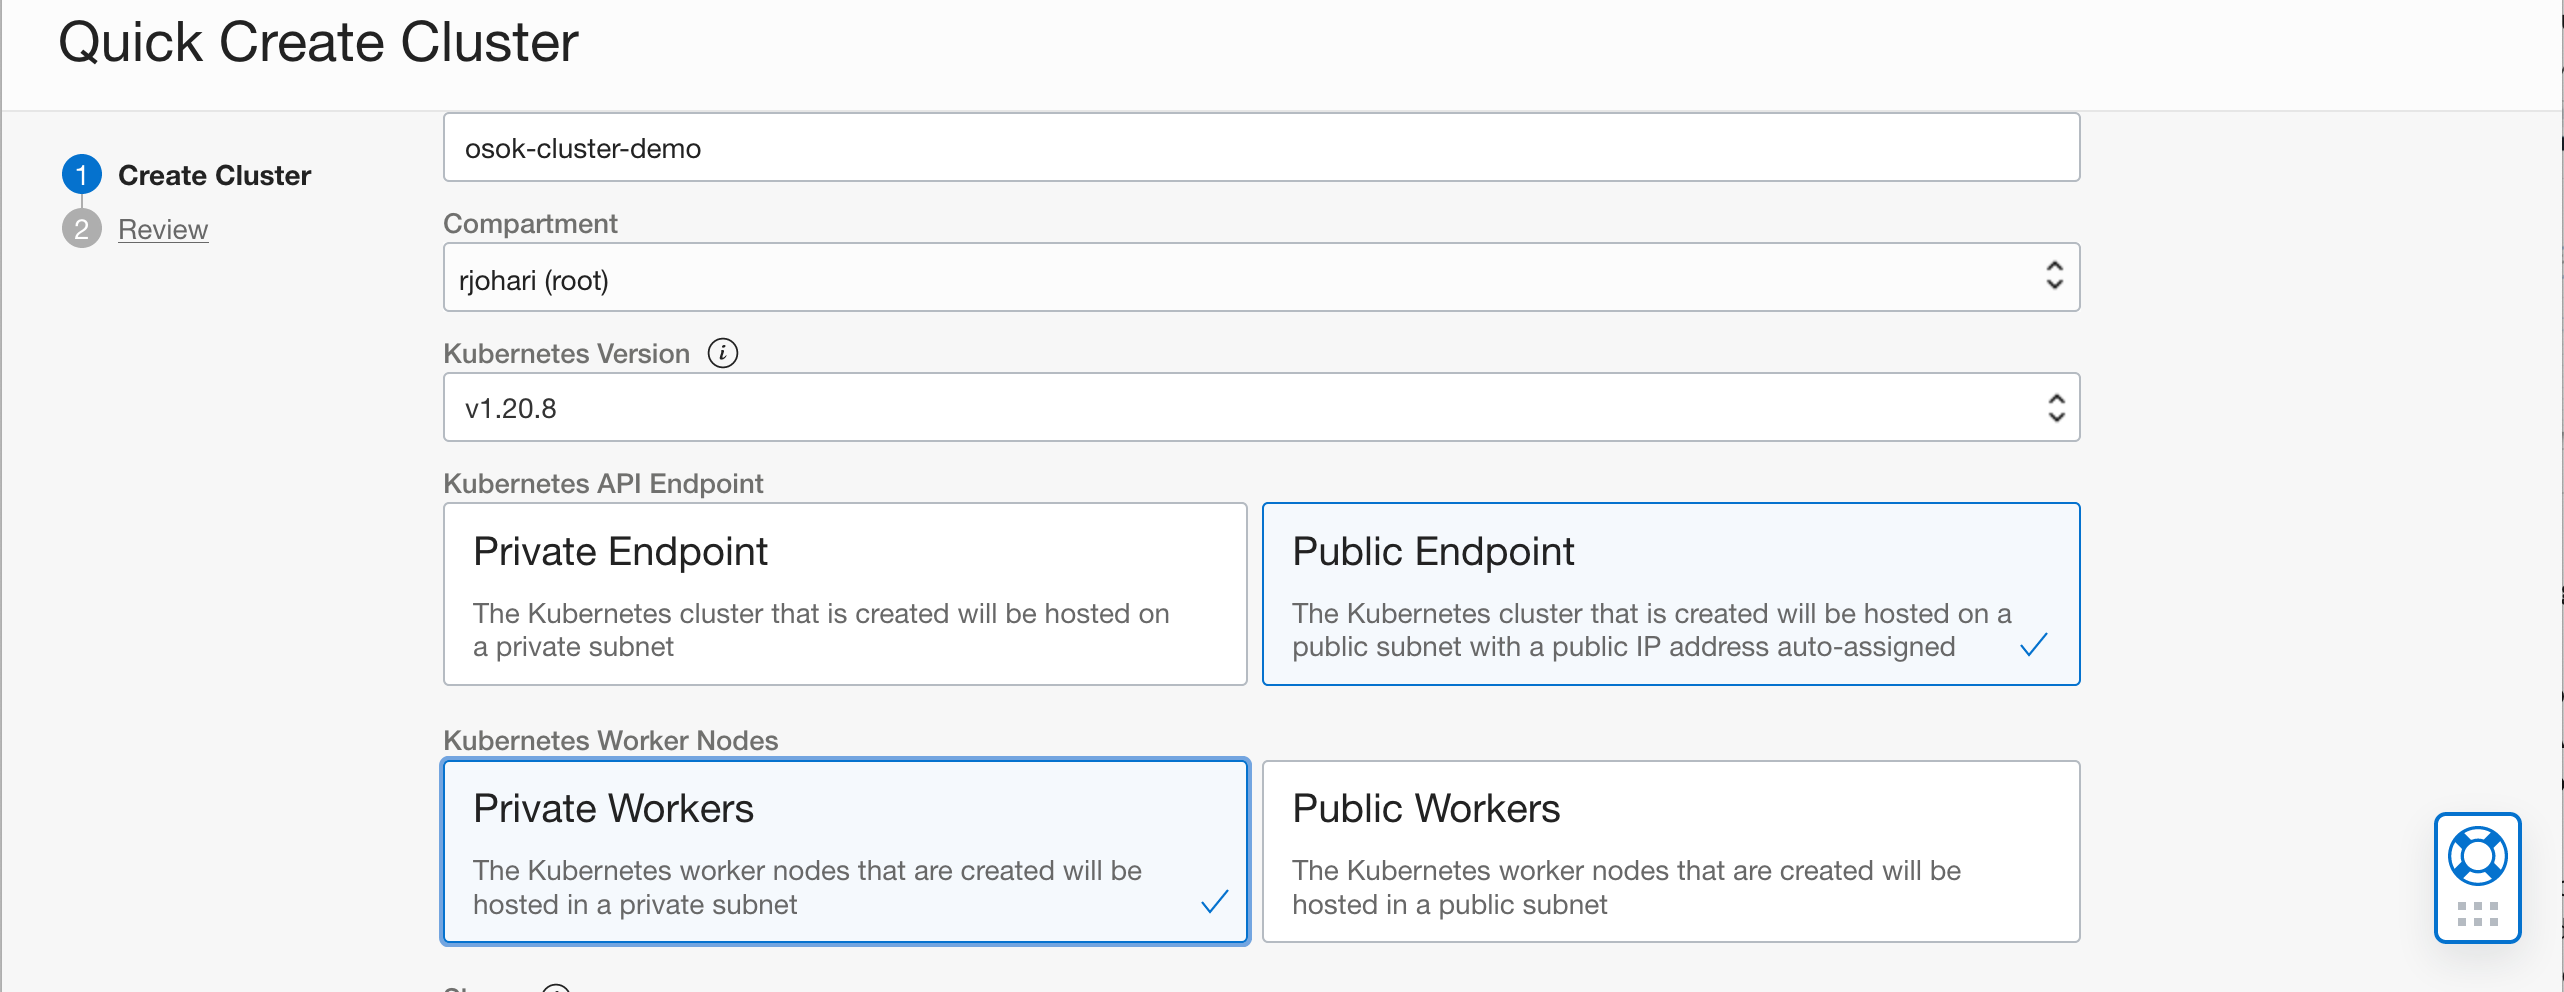 Quick Create Cluster
1 Create Cluster
2 Review
osok-cluster-demo
Compartment
rjohari (root)
Kubernetes Version i
v1.20.8
Kubernetes API Endpoint
Private Endpoint
The Kubernetes cluster that is created will be hosted on
a private subnet
Public Endpoint
The Kubernetes cluster that is created will be hosted on a
public subnet with a public IP address auto-assigned
Kubernetes Worker Nodes
Private Workers
The Kubernetes worker nodes that are created will be
hosted in a private subnet
Public Workers
The Kubernetes worker nodes that are created will be
hosted in a public subnet